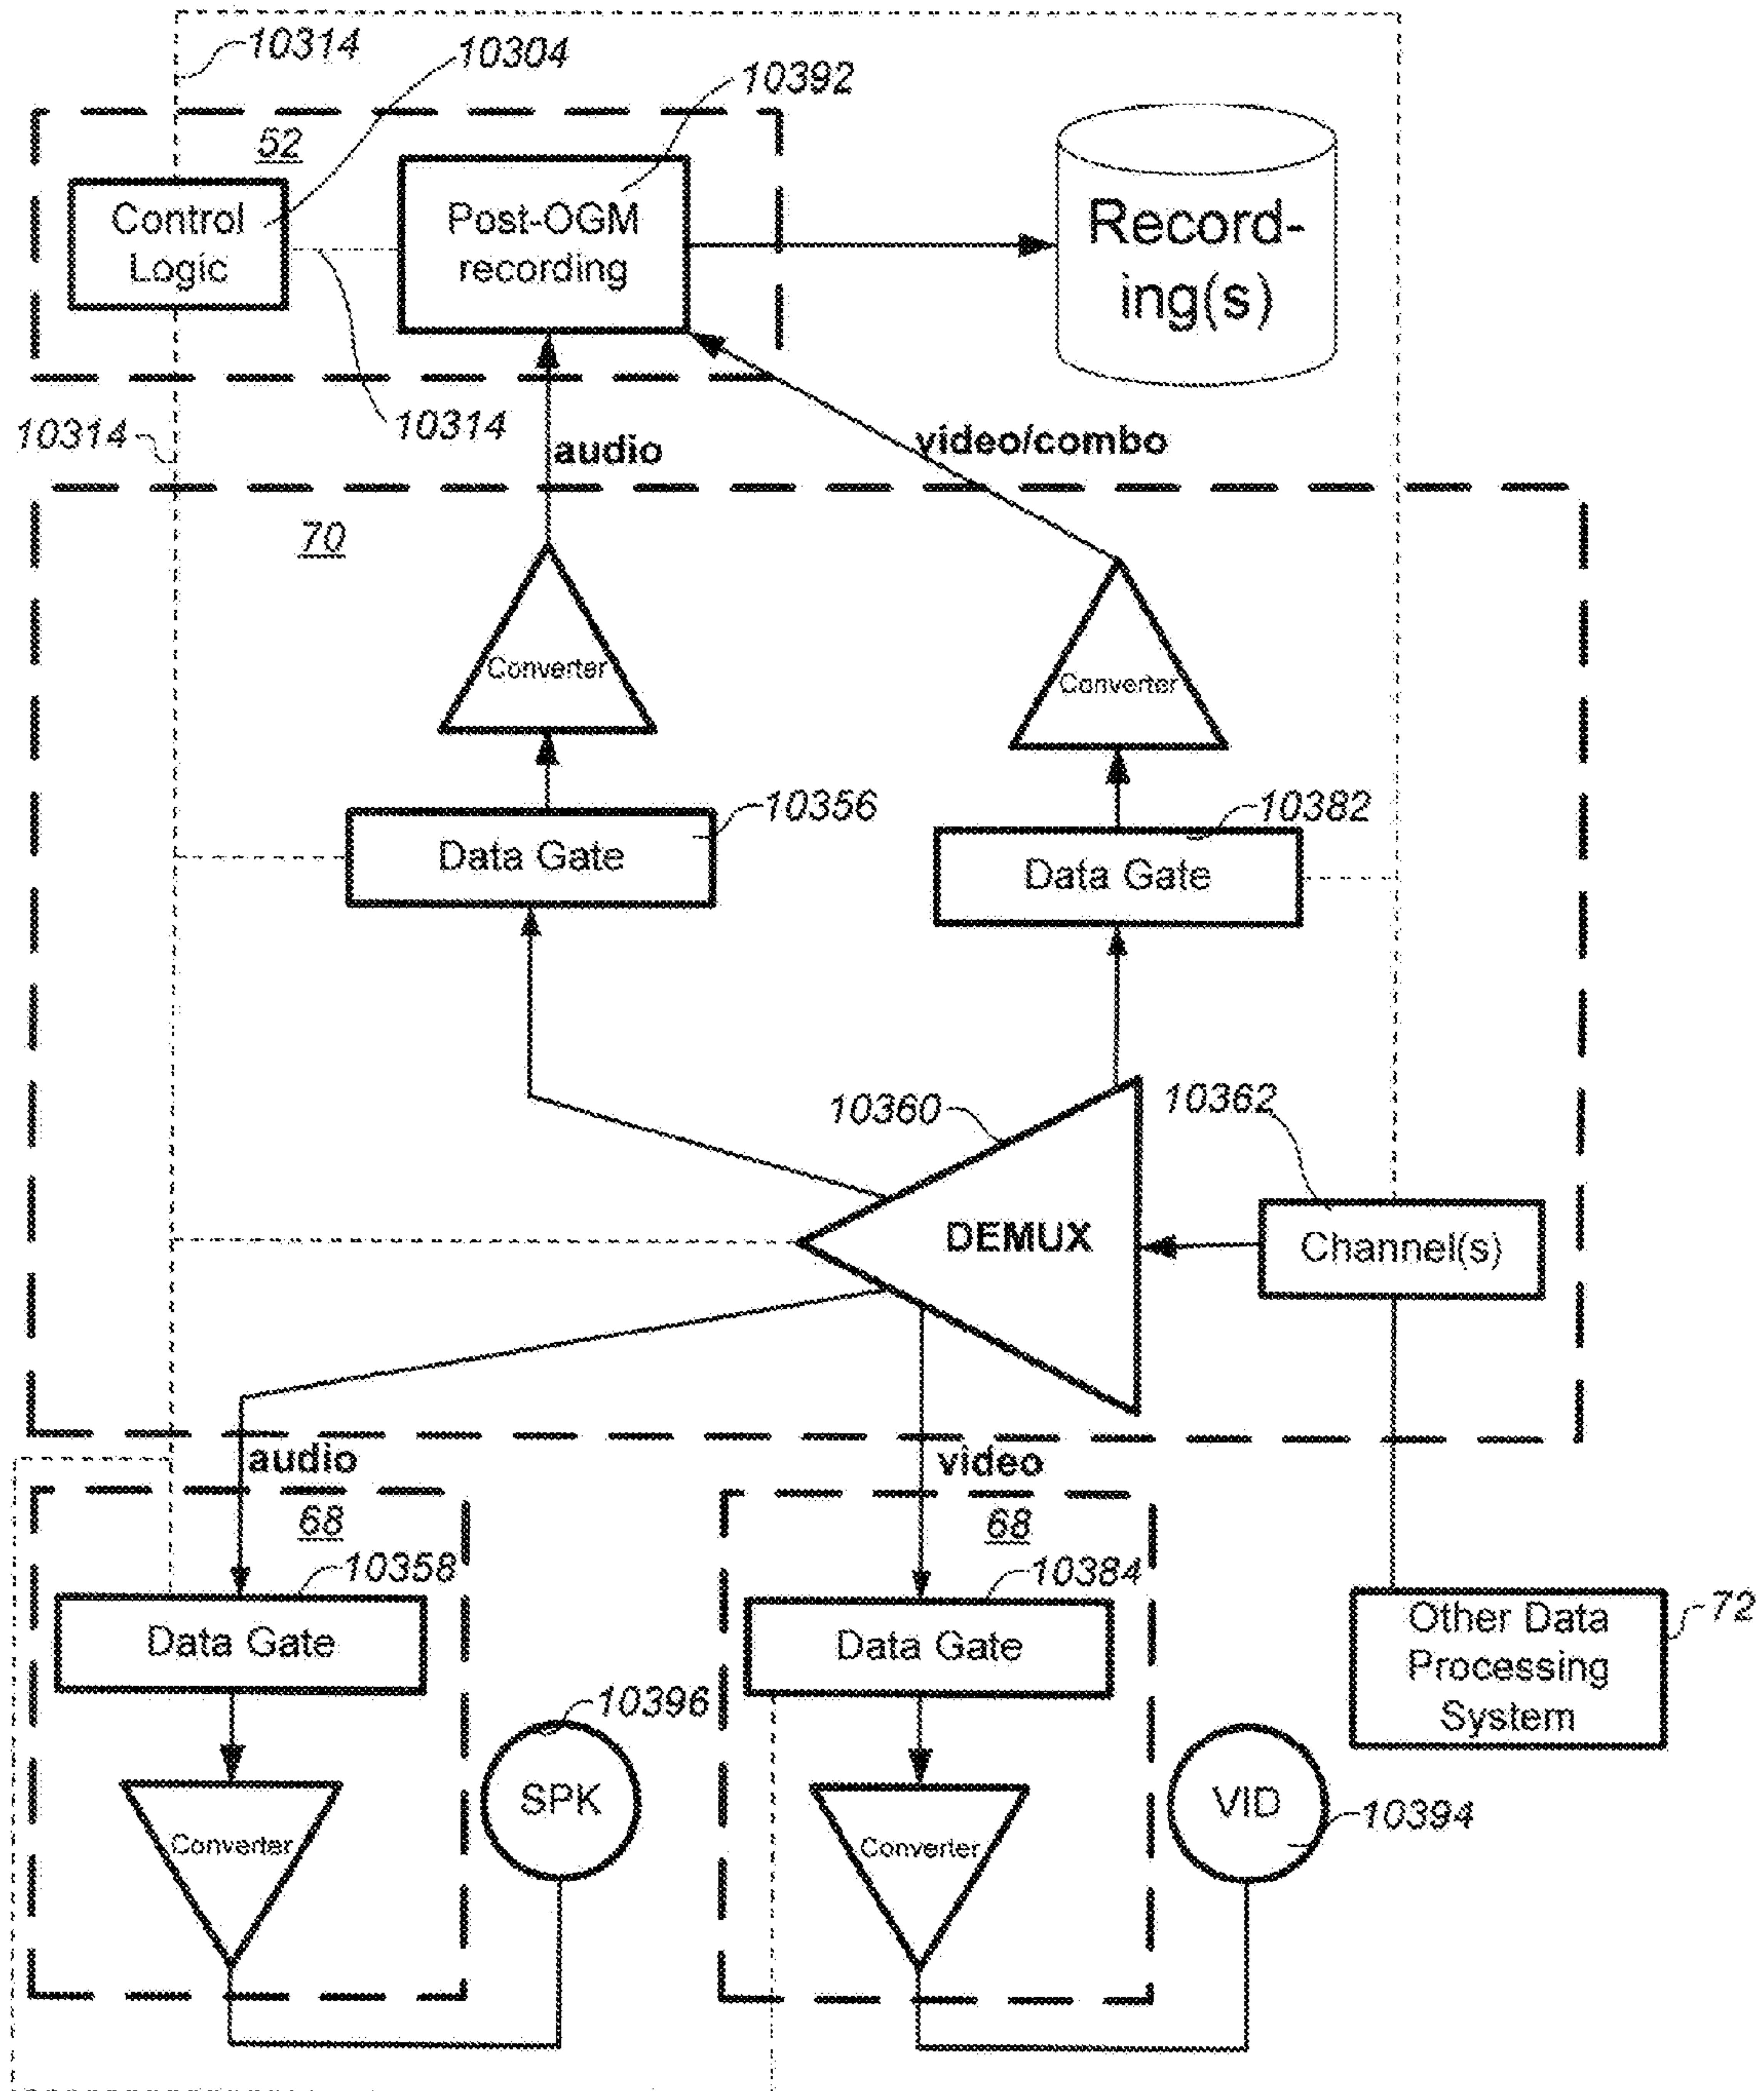 10314
10304
10392
52
Control
Logic
Post-OGM
recording
Record-
ing(s)
10314
10314
audio
video/combo
70
Converter
Converter
10356
10382
Data Gate
Data Gate
10360
10362
DEMUX
Channel(s)
audio
video
68
68
10358
10384
Data Gate
Data Gate
Other Data
Processing
System
72
10396
SPK
VID
10394
Converter
Converter